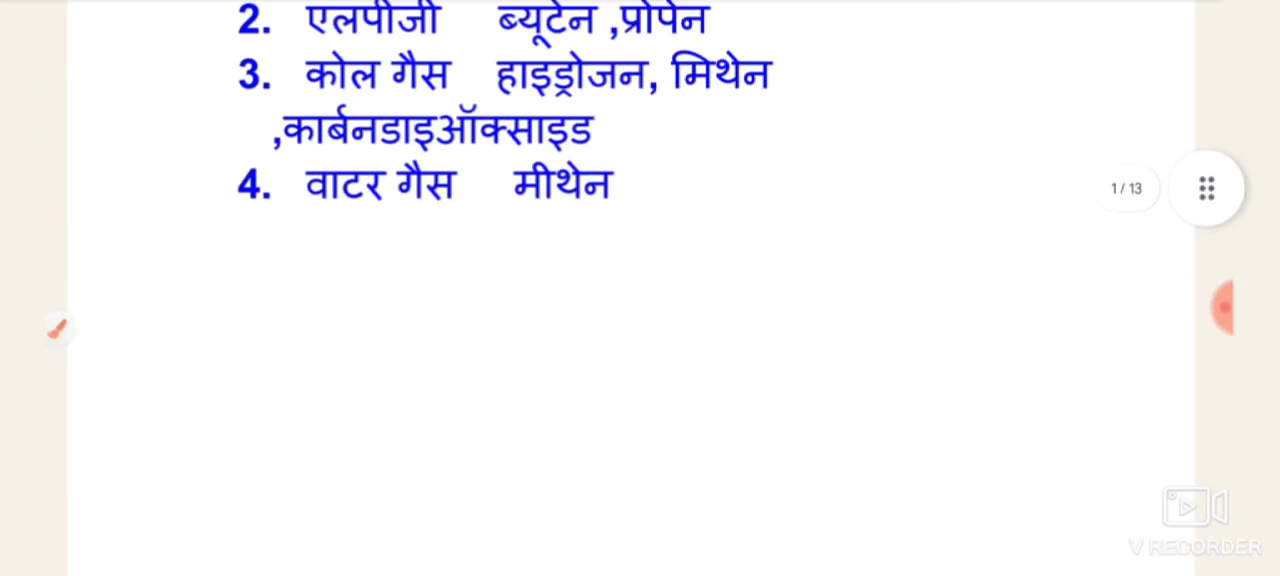 2. एलपीजी ब्यूटेन ,प्रोपेन
3. कोल गैस हाइड्रोजन, मिथेन
,कार्बनडाइऑक्साइड
4. वाटर गैस मीथेन
1 / 13
V RECORDER